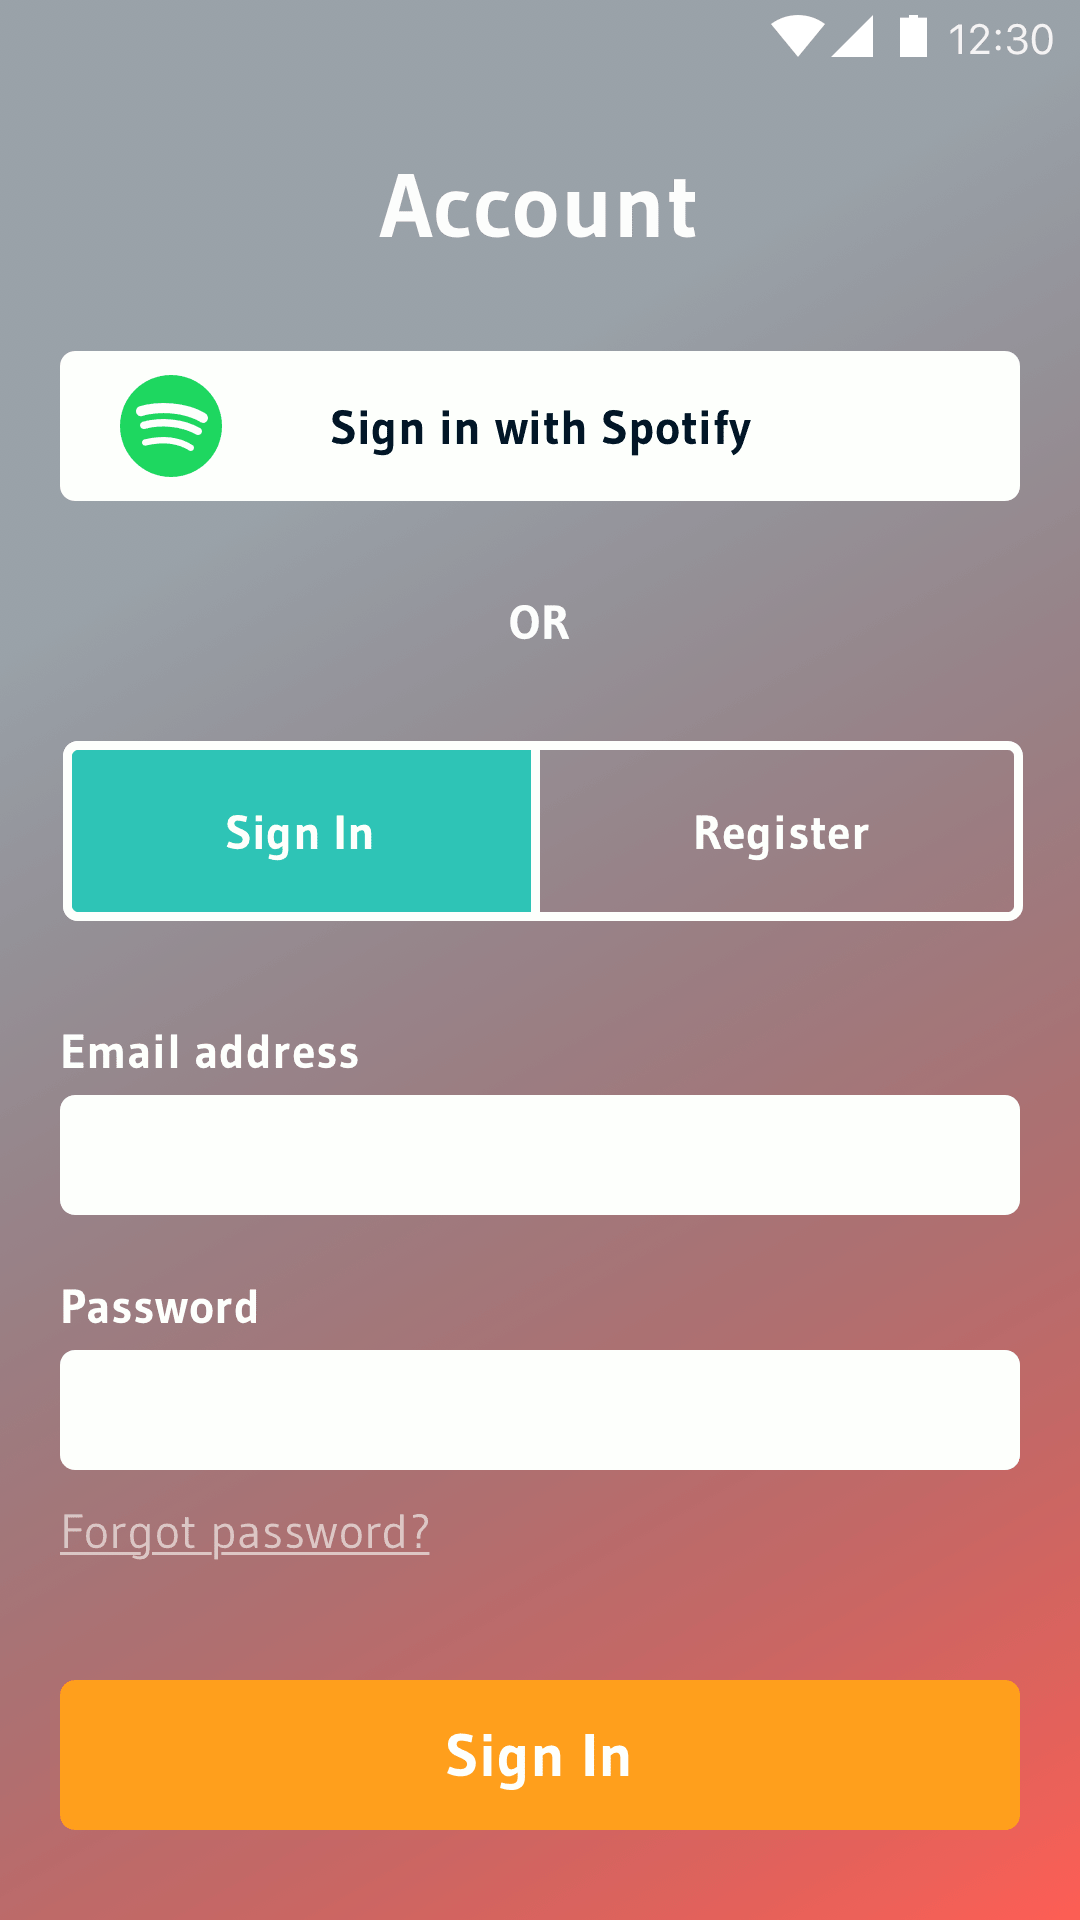 12:30
Account
Sign in with Spotify
OR
Sign In
Register
Email address
Password
Forgot password?
Sign In